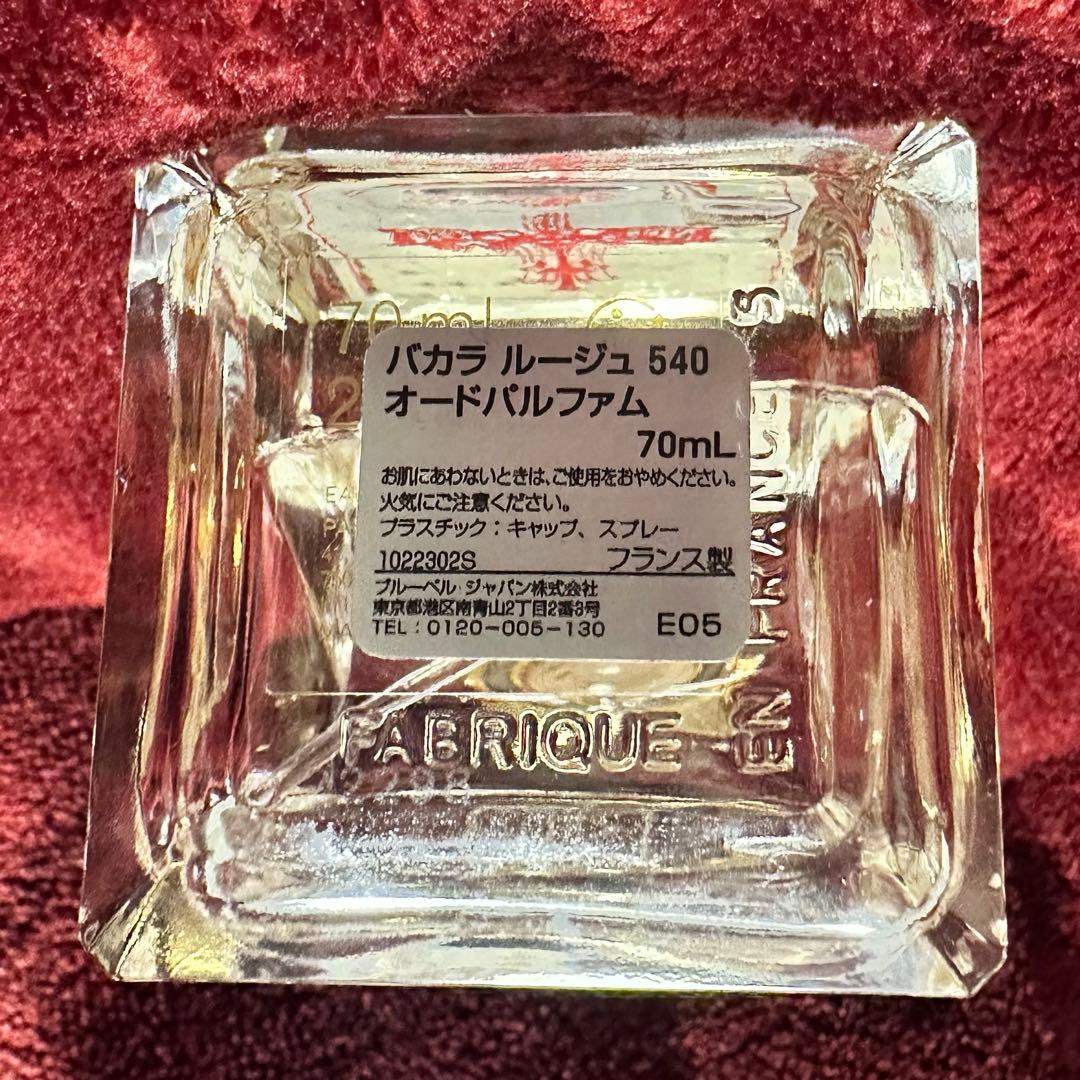 70ml
バカラ ルージュ 540
オードパルファム
70mL
お肌にあわないときは、ご使用をおやめください。
火気にご注意ください。
プラスチック：キャップ、スプレー
1022302S フランス製
ブルーベル ジャパン株式会社
東京都港区南青山2丁目2番3号
TEL：0120-005-130 E05
FABRIQUE
EN FRANCE